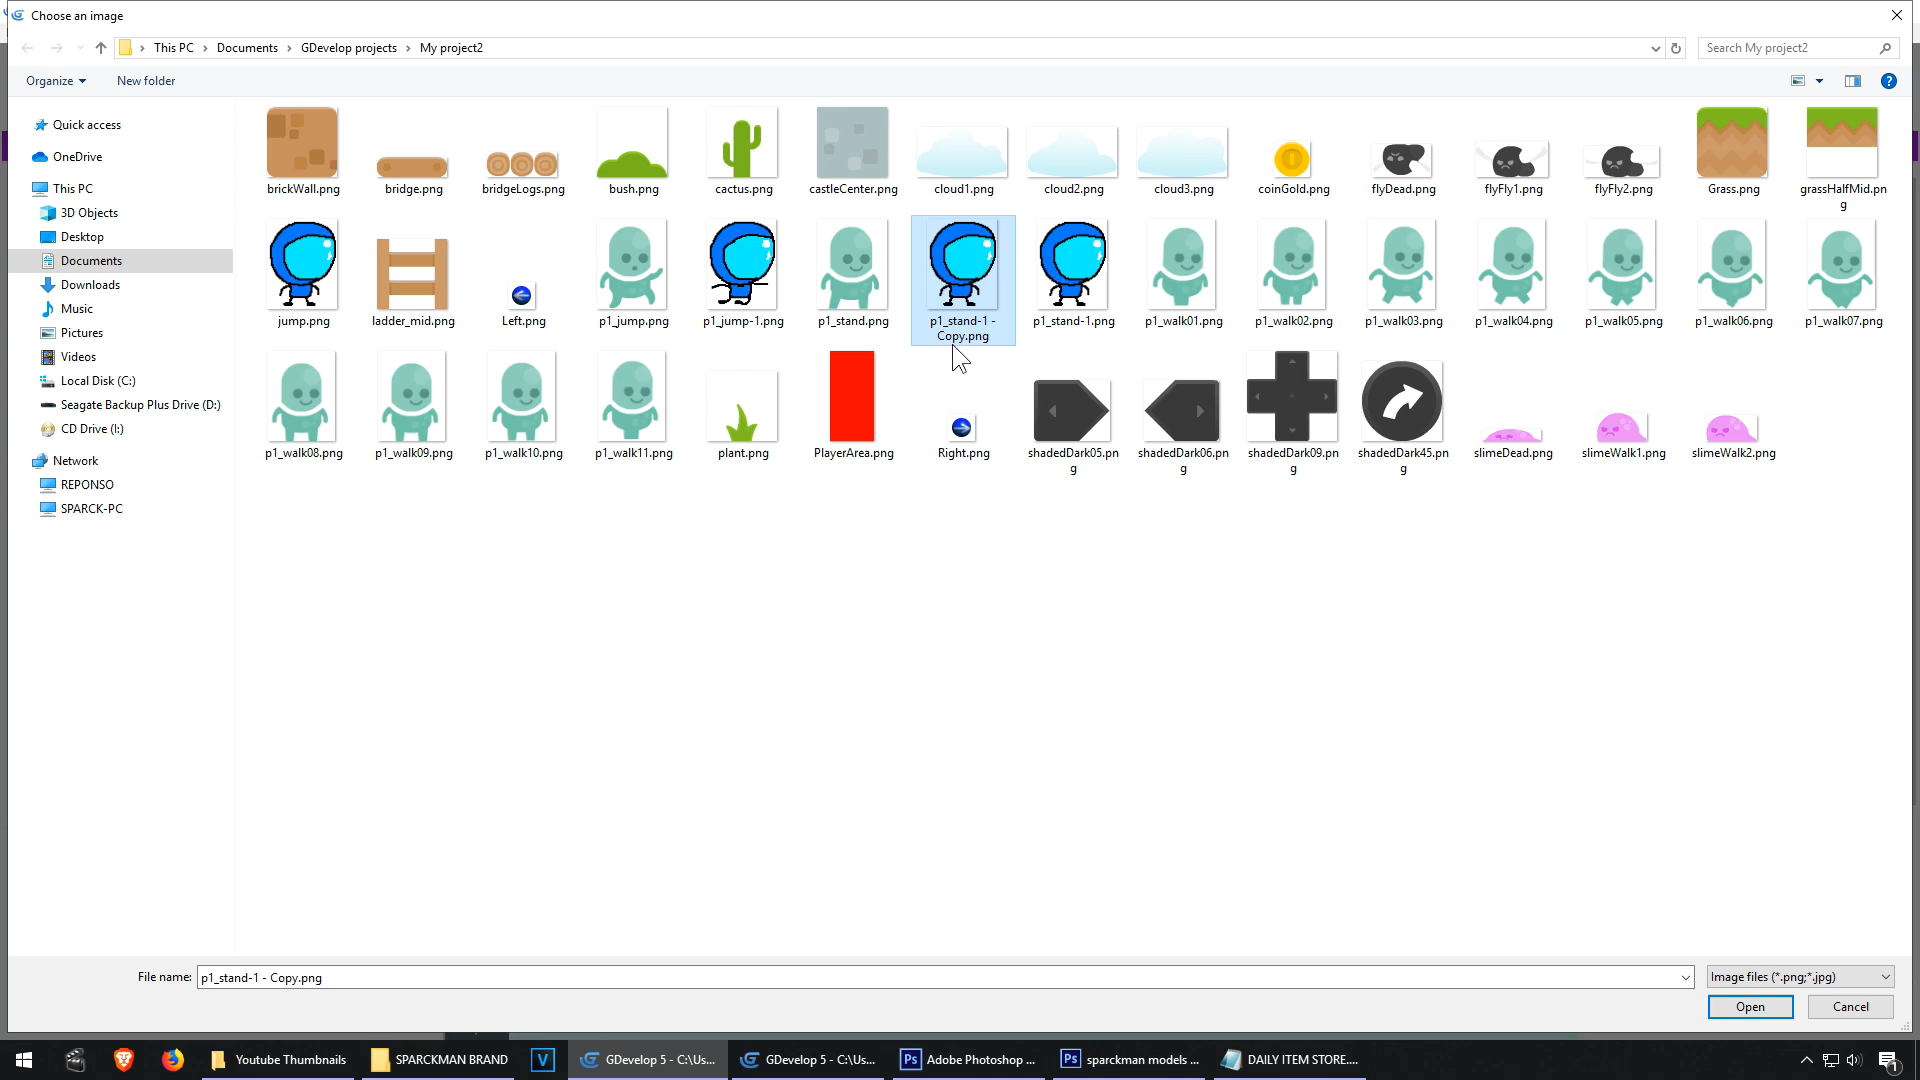 Choose an image
This PC > Documents > GDevelop projects > My project2
Search My project2
Organize
New folder
Quick access
OneDrive
This PC
3D Objects
Desktop
Documents
Downloads
Music
Pictures
Videos
Local Disk (C:)
Seagate Backup Plus Drive (D:)
CD Drive (I:)
Network
REPONSO
SPARCK-PC
brickWall.png
bridge.png
bridgeLogs.png
bush.png
cactus.png
castleCenter.png
cloud1.png
cloud2.png
cloud3.png
coinGold.png
flyDead.png
flyFly1.png
flyFly2.png
Grass.png
grassHalfMid.pn
g
jump.png
ladder_mid.png
Left.png
p1_jump.png
p1_jump-1.png
p1_stand.png
p1_stand-1 -
Copy.png
p1_stand-1.png
p1_walk01.png
p1_walk02.png
p1_walk03.png
p1_walk04.png
p1_walk05.png
p1_walk06.png
p1_walk07.png
p1_walk08.png
p1_walk09.png
p1_walk10.png
p1_walk11.png
plant.png
PlayerArea.png
Right.png
shadedDark05.pn
g
shadedDark06.pn
g
shadedDark09.pn
g
shadedDark45.pn
g
slimeDead.png
slimeWalk1.png
slimeWalk2.png
File name: p1_stand-1 - Copy.png
Image files (*.png;*.jpg)
Open
Cancel
Youtube Thumbnails
SPARCKMAN BRAND
V
GDevelop 5 - C:\Us...
GDevelop 5 - C:\Us...
Ps Adobe Photoshop ...
Ps sparckman models ...
DAILY ITEM STORE....
1